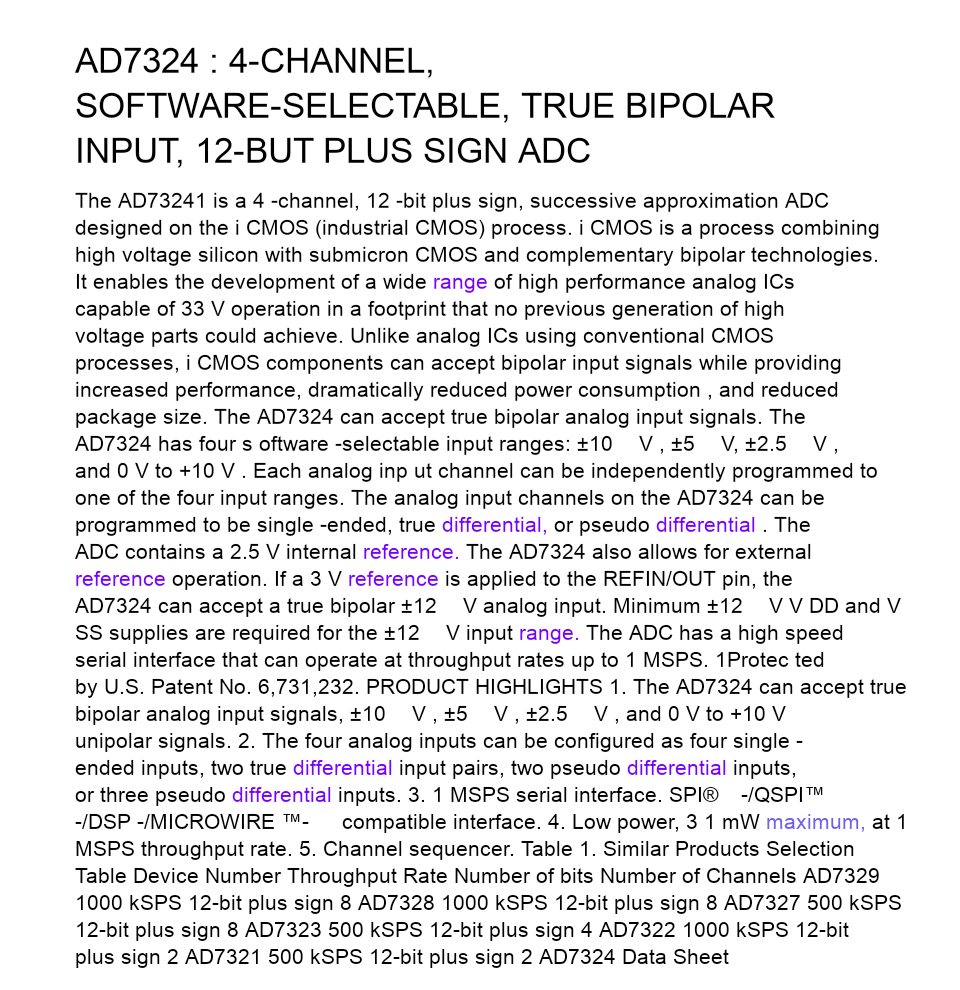 AD7324 : 4-CHANNEL,
SOFTWARE-SELECTABLE, TRUE BIPOLAR
INPUT, 12-BUT PLUS SIGN ADC
The AD73241 is a 4 -channel, 12 -bit plus sign, successive approximation ADC
designed on the i CMOS (industrial CMOS) process. i CMOS is a process combining
high voltage silicon with submicron CMOS and complementary bipolar technologies.
It enables the development of a wide range of high performance analog ICs
capable of 33 V operation in a footprint that no previous generation of high
voltage parts could achieve. Unlike analog ICs using conventional CMOS
processes, i CMOS components can accept bipolar input signals while providing
increased performance, dramatically reduced power consumption , and reduced
package size. The AD7324 can accept true bipolar analog input signals. The
AD7324 has four s oftware -selectable input ranges: ±10 V , ±5 V, ±2.5 V ,
and 0 V to +10 V . Each analog inp ut channel can be independently programmed to
one of the four input ranges. The analog input channels on the AD7324 can be
programmed to be single -ended, true differential, or pseudo differential . The
ADC contains a 2.5 V internal reference. The AD7324 also allows for external
reference operation. If a 3 V reference is applied to the REFIN/OUT pin, the
AD7324 can accept a true bipolar ±12 V analog input. Minimum ±12 V V DD and V
SS supplies are required for the ±12 V input range. The ADC has a high speed
serial interface that can operate at throughput rates up to 1 MSPS. 1Protec ted
by U.S. Patent No. 6,731,232. PRODUCT HIGHLIGHTS 1. The AD7324 can accept true
bipolar analog input signals, ±10 V , ±5 V , ±2.5 V , and 0 V to +10 V
unipolar signals. 2. The four analog inputs can be configured as four single -
ended inputs, two true differential input pairs, two pseudo differential inputs,
or three pseudo differential inputs. 3. 1 MSPS serial interface. SPI® -/QSPI™
-/DSP -/MICROWIRE ™- compatible interface. 4. Low power, 3 1 mW maximum, at 1
MSPS throughput rate. 5. Channel sequencer. Table 1. Similar Products Selection
Table Device Number Throughput Rate Number of bits Number of Channels AD7329
1000 kSPS 12-bit plus sign 8 AD7328 1000 kSPS 12-bit plus sign 8 AD7327 500 kSPS
12-bit plus sign 8 AD7323 500 kSPS 12-bit plus sign 4 AD7322 1000 kSPS 12-bit
plus sign 2 AD7321 500 kSPS 12-bit plus sign 2 AD7324 Data Sheet